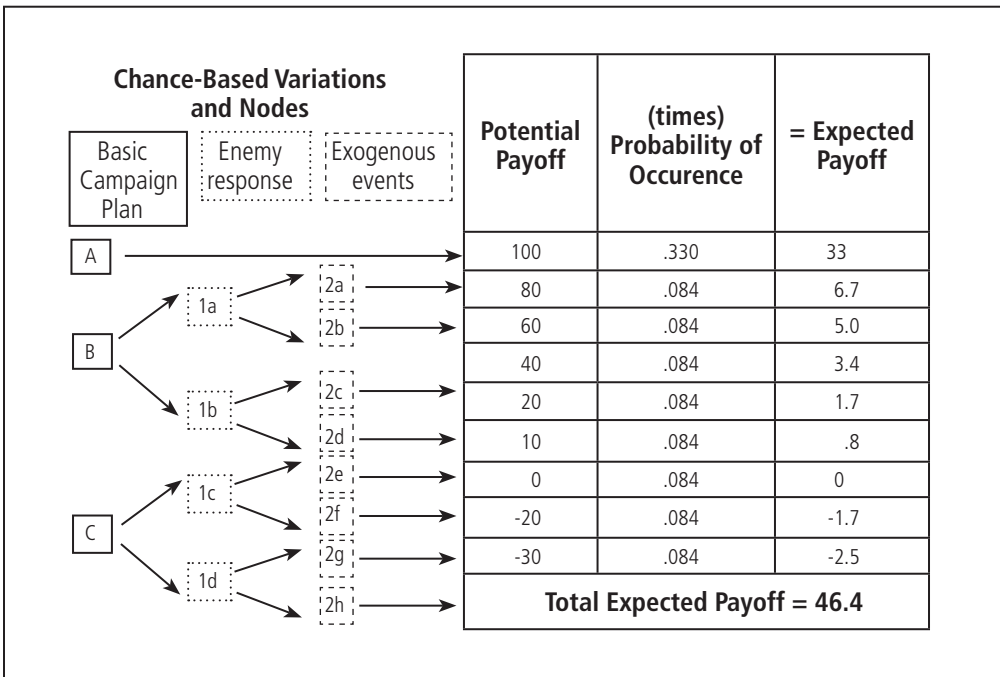 Chance-Based Variations
and Nodes
Basic
Campaign
Plan
Enemy
response
Exogenous
events
A
B
C
1a
1b
1c
1d
2a
2b
2c
2d
2e
2f
2g
2h
Potential
Payoff
(times)
Probability of
Occurence
= Expected
Payoff
100 .330 33
80 .084 6.7
60 .084 5.0
40 .084 3.4
20 .084 1.7
10 .084 .8
0 .084 0
-20 .084 -1.7
-30 .084 -2.5
Total Expected Payoff = 46.4